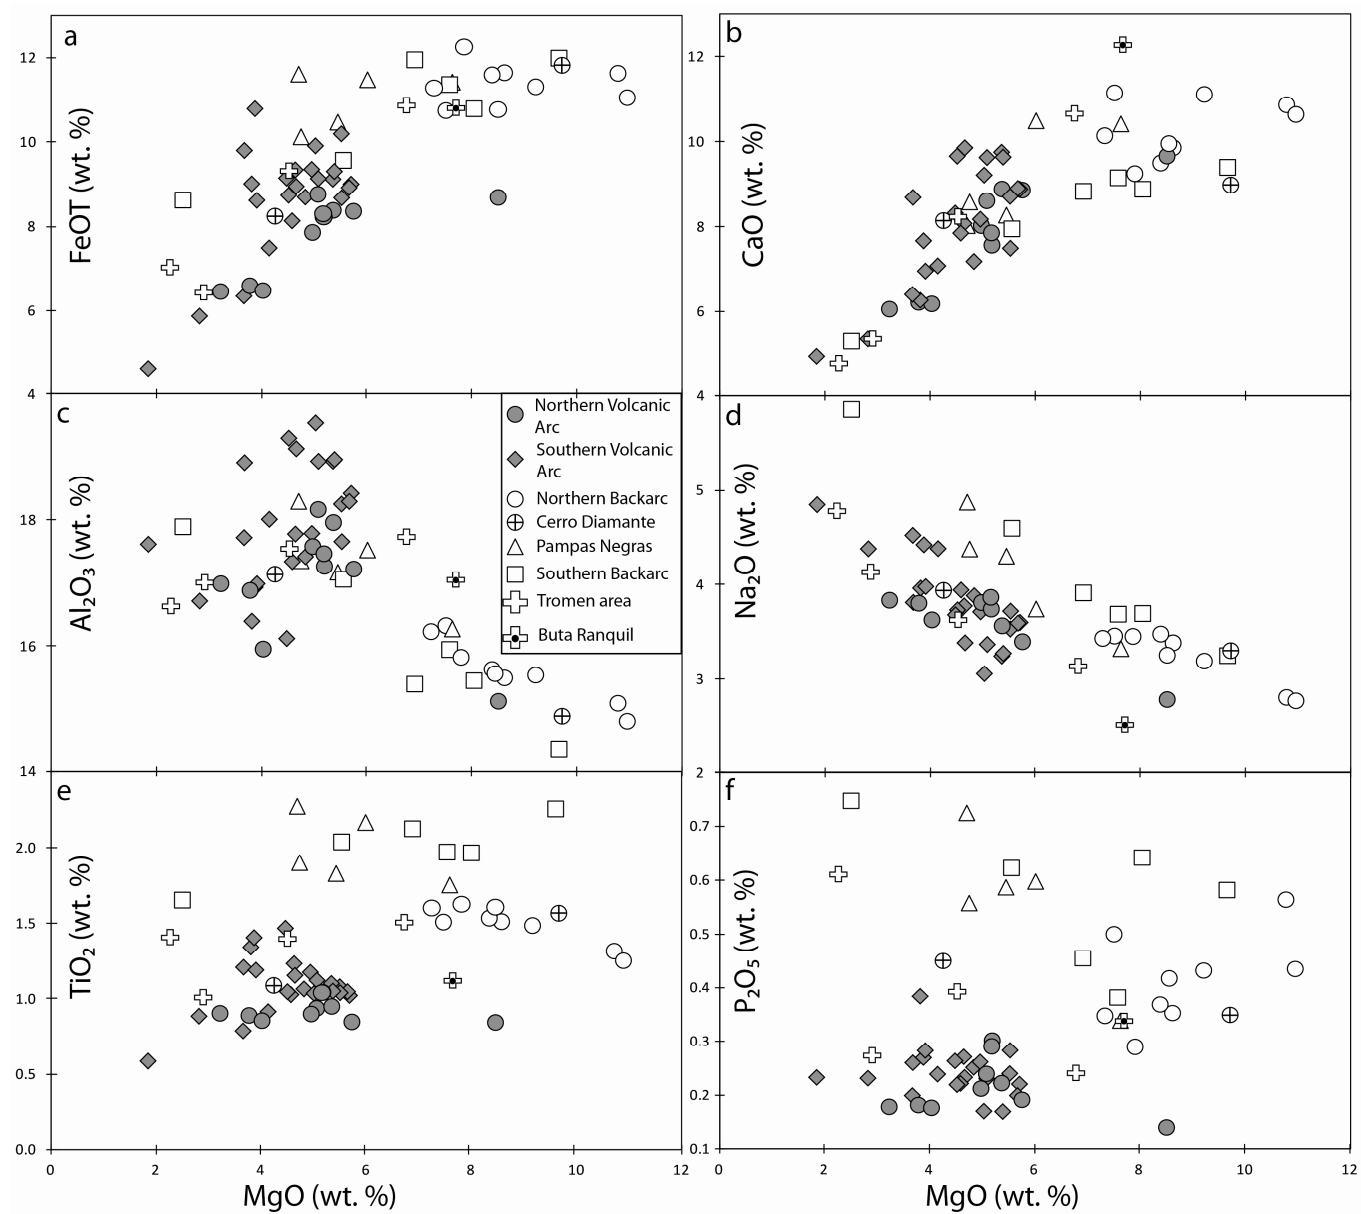 a
12
10
8
6
4
FeOT (wt. %)
b
12
10
8
6
4
CaO (wt. %)
c
18
16
14
Al₂O₃ (wt. %)
Northern Volcanic
Arc
Southern Volcanic
Arc
Northern Backarc
Cerro Diamante
Pampas Negras
Southern Backarc
Tromen area
Buta Ranquil
d
5
4
3
2
Na₂O (wt. %)
e
2.0
1.5
1.0
0.5
0.0
TiO₂ (wt. %)
0 2 4 6 8 10 12
MgO (wt. %)
f
0.7
0.6
0.5
0.4
0.3
0.2
0.1
P₂O₅ (wt. %)
2 4 6 8 10 12
MgO (wt. %)